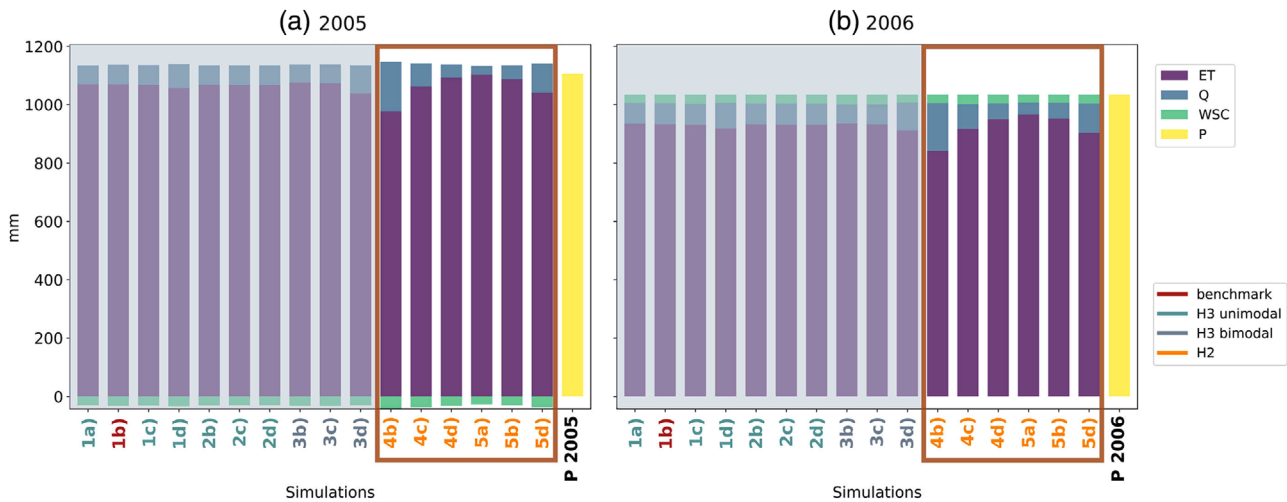 (a) 2005
(b) 2006
1200
1000
800
600
400
200
0
mm
1a)
1b)
1c)
1d)
2b)
2c)
2d)
3b)
3c)
3d)
4b)
4c)
4d)
5a)
5b)
5d)
P 2005
1a)
1b)
1c)
1d)
2b)
2c)
2d)
3b)
3c)
3d)
4b)
4c)
4d)
5a)
5b)
5d)
P 2006
Simulations
Simulations
ET
Q
WSC
P
benchmark
H3 unimodal
H3 bimodal
H2